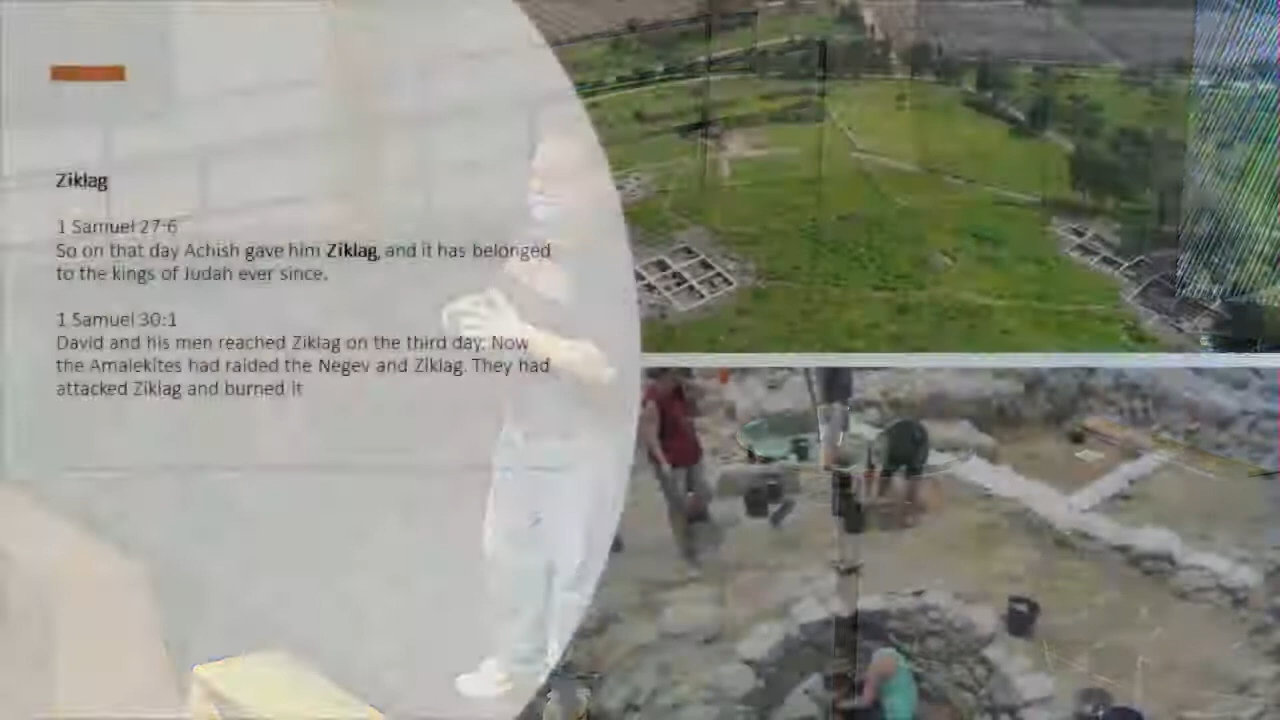 Ziklag
1 Samuel 27:6
So on that day Achish gave him Ziklag, and it has belonged
to the kings of Judah ever since.
1 Samuel 30:1
David and his men reached Ziklag on the third day. Now
the Amalekites had raided the Negev and Ziklag. They had
attacked Ziklag and burned it